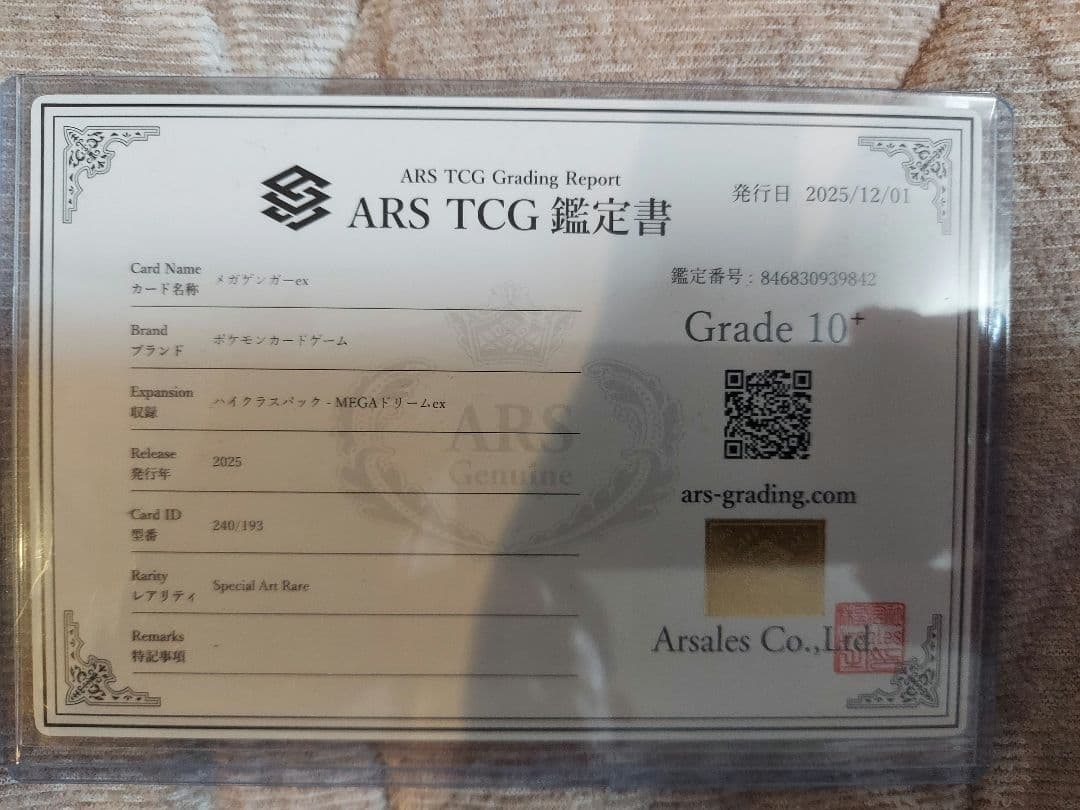 ARS TCG Grading Report
ARS TCG 鑑定書
発行日 2025/12/01
Card Name
カード名称
メガゲンガーex
鑑定番号 : 846830939842
Grade 10+
Brand
ブランド
ポケモンカードゲーム
Expansion
収録
ハイクラスパック - MEGAドリームex
ARS
Genuine
Release
発行年
2025
ars-grading.com
Card ID
型番
240/193
Rarity
レアリティ
Special Art Rare
Remarks
特記事項
-
Arsales Co.,Ltd.